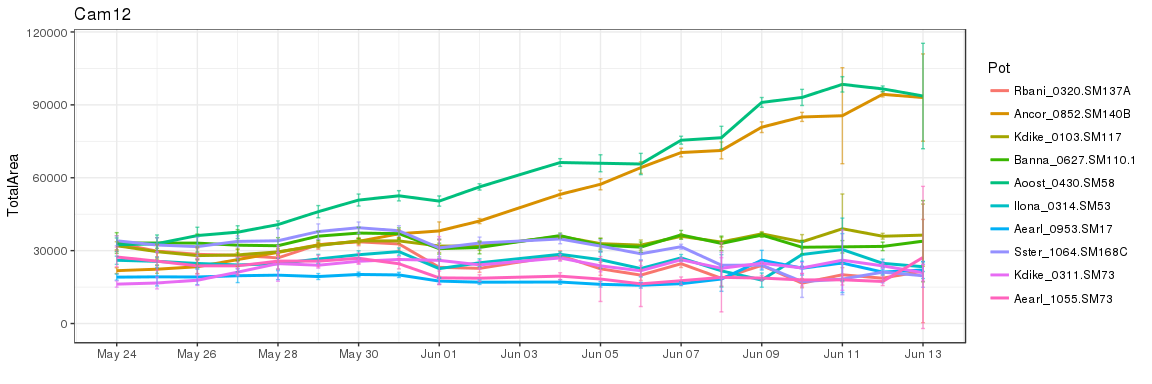 Cam12
TotalArea
120000
90000
60000
30000
0
May 24 May 26 May 28 May 30 Jun 01 Jun 03 Jun 05 Jun 07 Jun 09 Jun 11 Jun 13
Pot
Rbani_0320.SM137A
Ancor_0852.SM140B
Kdike_0103.SM117
Banna_0627.SM110.1
Aoost_0430.SM58
Ilona_0314.SM53
Aearl_0953.SM17
Sster_1064.SM168C
Kdike_0311.SM73
Aearl_1055.SM73